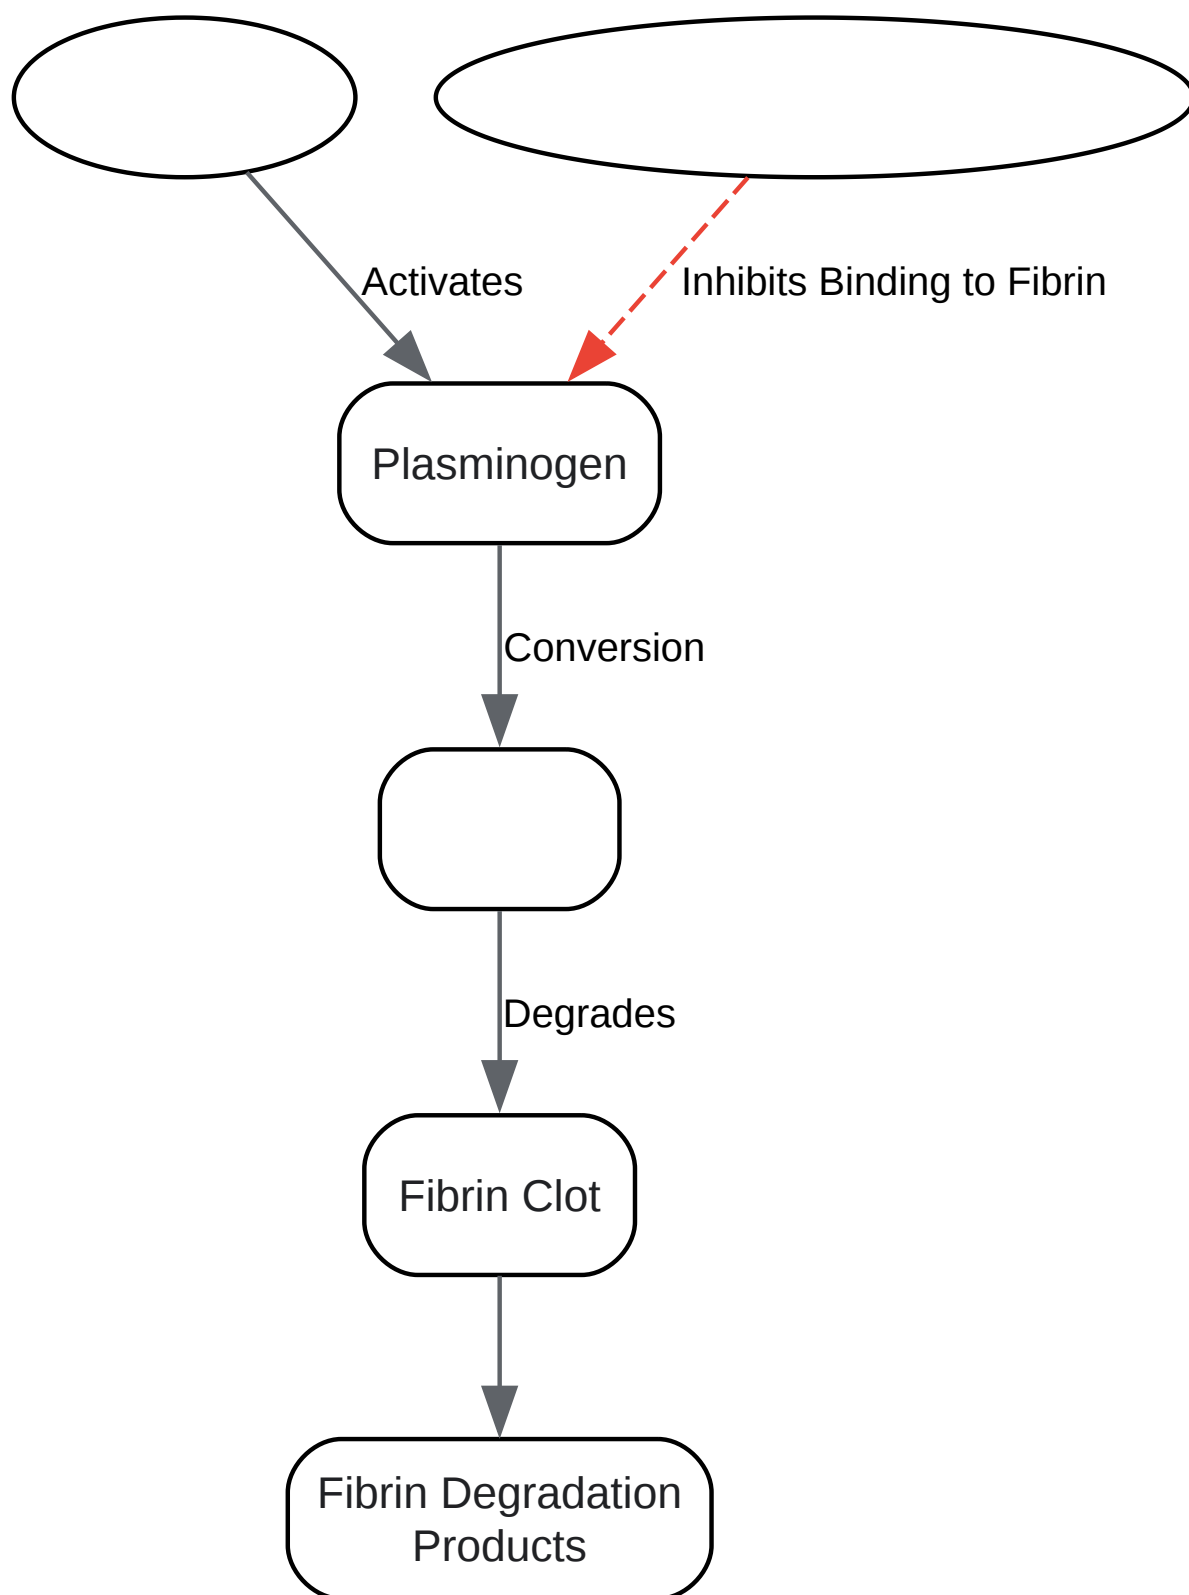 Activates
Inhibits Binding to Fibrin
Plasminogen
Conversion
Degrades
Fibrin Clot
Fibrin Degradation
Products